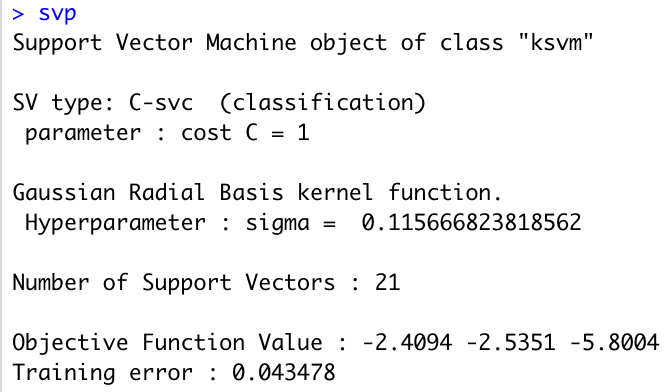 > svp
Support Vector Machine object of class "ksvm"
SV type: C-svc  (classification)
 parameter : cost C = 1
Gaussian Radial Basis kernel function.
 Hyperparameter : sigma =  0.115666823818562
Number of Support Vectors : 21
Objective Function Value : -2.4094 -2.5351 -5.8004
Training error : 0.043478